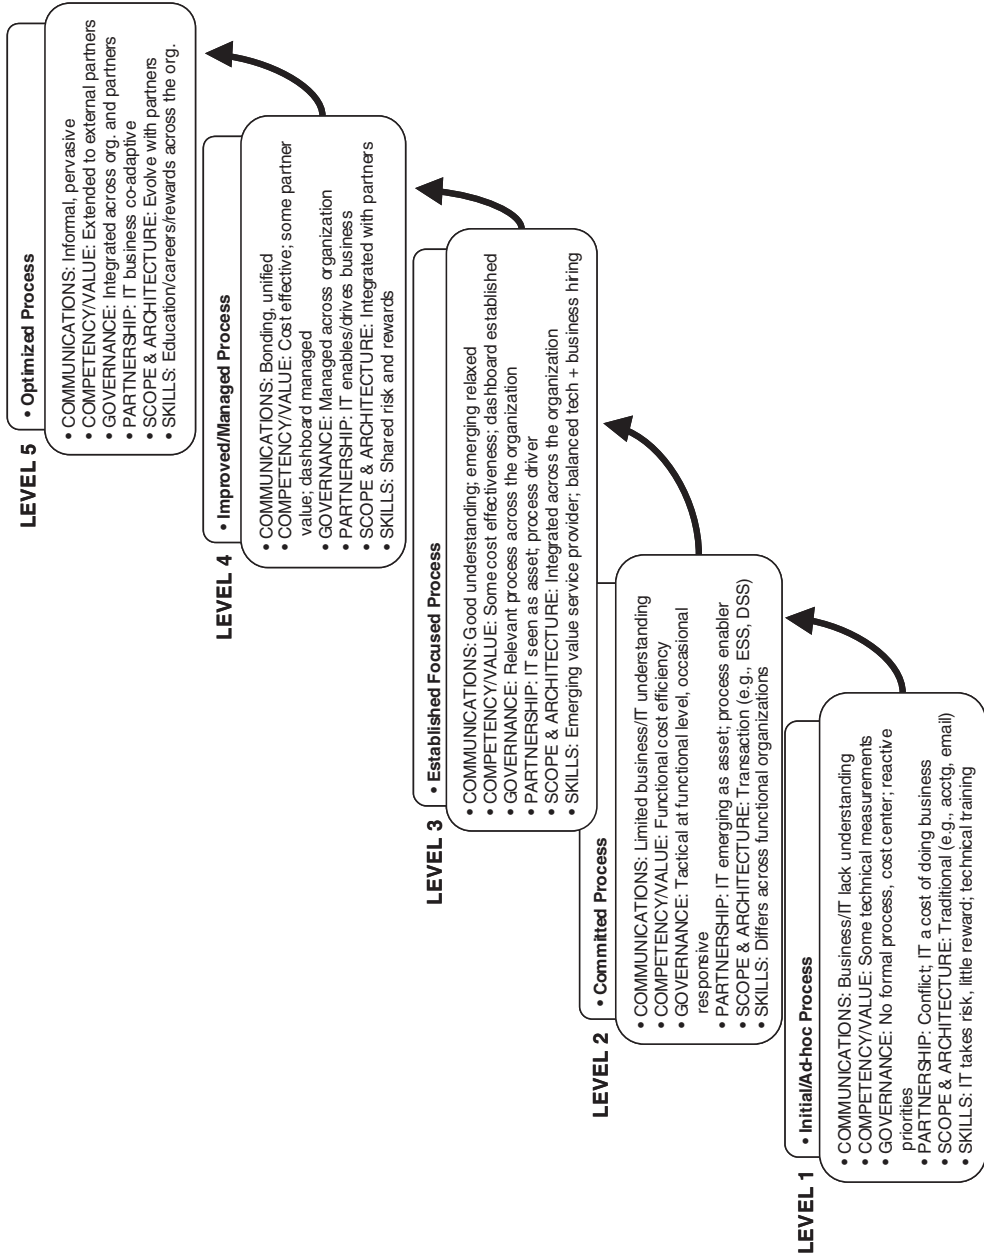 LEVEL 5
• Optimized Process
• COMMUNICATIONS: Informal, pervasive
• COMPETENCY/VALUE: Extended to external partners
• GOVERNANCE: Integrated across org. and partners
• PARTNERSHIP: IT business co-adaptive
• SCOPE & ARCHITECTURE: Evolve with partners
• SKILLS: Education/careers/rewards across the org.
LEVEL 4
• Improved/Managed Process
• COMMUNICATIONS: Bonding, unified
• COMPETENCY/VALUE: Cost effective; some partner
value; dashboard managed
• GOVERNANCE: Managed across organization
• PARTNERSHIP: IT enables/drives business
• SCOPE & ARCHITECTURE: Integrated with partners
• SKILLS: Shared risk and rewards
LEVEL 3
• Established Focused Process
• COMMUNICATIONS: Good understanding; emerging relaxed
• COMPETENCY/VALUE: Some cost effectiveness; dashboard established
• GOVERNANCE: Relevant process across the organization
• PARTNERSHIP: IT seen as asset; process driver
• SCOPE & ARCHITECTURE: Integrated across the organization
• SKILLS: Emerging value service provider; balanced tech + business hiring
LEVEL 2
• Committed Process
• COMMUNICATIONS: Limited business/IT understanding
• COMPETENCY/VALUE: Functional cost efficiency
• GOVERNANCE: Tactical at functional level, occasional
responsive
• PARTNERSHIP: IT emerging as asset; process enabler
• SCOPE & ARCHITECTURE: Transaction (e.g., ESS, DSS)
• SKILLS: Differs across functional organizations
LEVEL 1
• Initial/Ad-hoc Process
• COMMUNICATIONS: Business/IT lack understanding
• COMPETENCY/VALUE: Some technical measurements
• GOVERNANCE: No formal process, cost center; reactive
priorities
• PARTNERSHIP: Conflict; IT a cost of doing business
• SCOPE & ARCHITECTURE: Traditional (e.g., acctg, email)
• SKILLS: IT takes risk, little reward; technical training